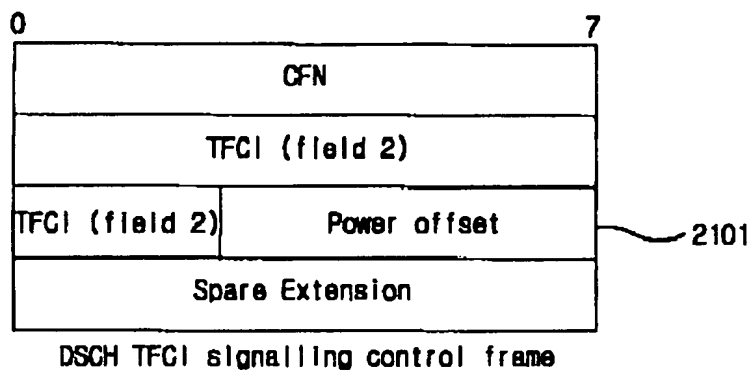 0 7
CFN
TFCI (field 2)
TFCI (field 2) Power offset 2101
Spare Extension
DSCH TFCI signalling control frame